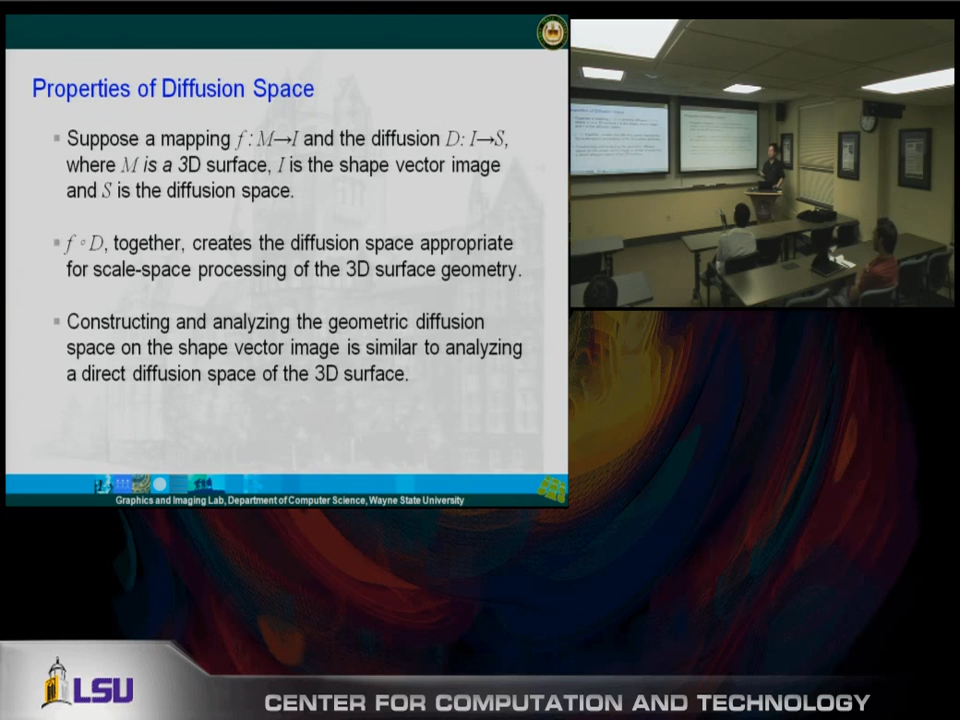 Properties of Diffusion Space
Suppose a mapping f : M→I and the diffusion D: I→S,
where M is a 3D surface, I is the shape vector image
and S is the diffusion space.
f ∘ D, together, creates the diffusion space appropriate
for scale-space processing of the 3D surface geometry.
Constructing and analyzing the geometric diffusion
space on the shape vector image is similar to analyzing
a direct diffusion space of the 3D surface.
Graphics and Imaging Lab, Department of Computer Science, Wayne State University
LSU
CENTER FOR COMPUTATION AND TECHNOLOGY